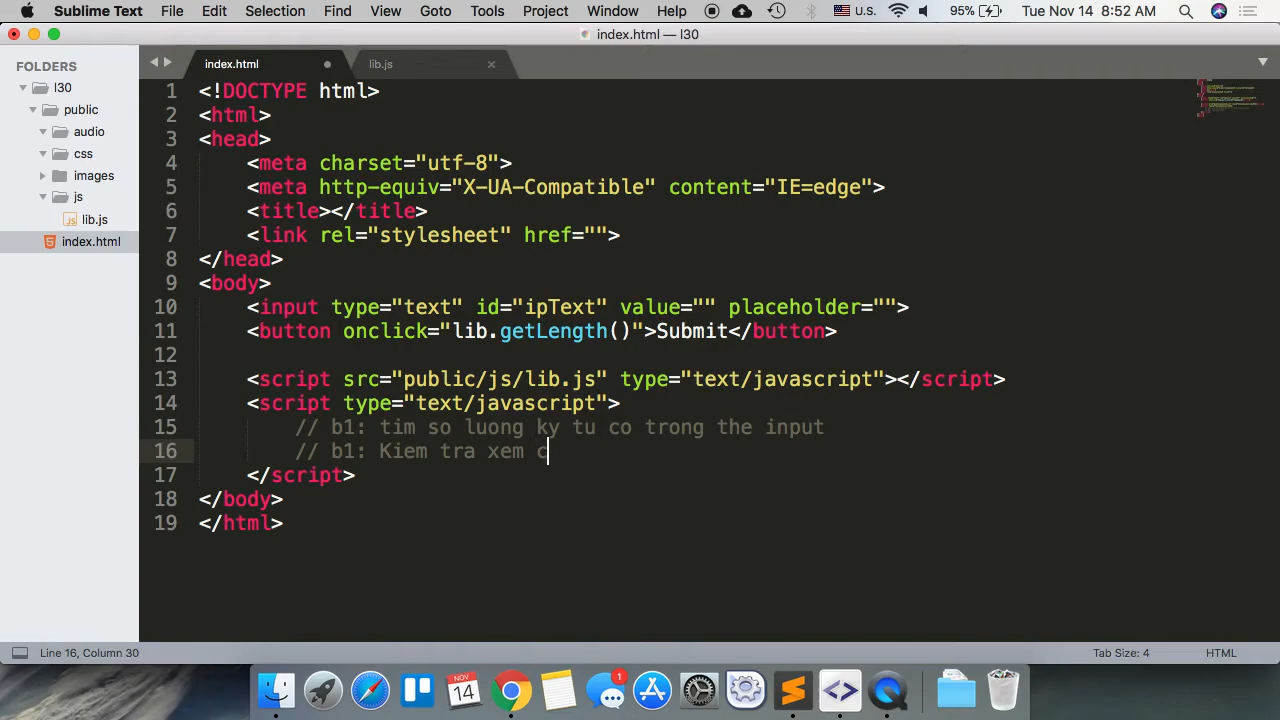 Sublime Text File Edit Selection Find View Goto Tools Project Window Help U.S. 95% Tue Nov 14 8:52 AM
index.html — l30
FOLDERS
l30
public
audio
css
images
js
lib.js
index.html
index.html lib.js ×
1 <!DOCTYPE html>
2 <html>
3 <head>
4 <meta charset="utf-8">
5 <meta http-equiv="X-UA-Compatible" content="IE=edge">
6 <title></title>
7 <link rel="stylesheet" href="">
8 </head>
9 <body>
10 <input type="text" id="ipText" value="" placeholder="">
11 <button onclick="lib.getLength()">Submit</button>
12
13 <script src="public/js/lib.js" type="text/javascript"></script>
14 <script type="text/javascript">
15 // b1: tim so luong ky tu co trong the input
16 // b1: Kiem tra xem c
17 </script>
18 </body>
19 </html>
Line 16, Column 30 Tab Size: 4 HTML
NOV
14
1